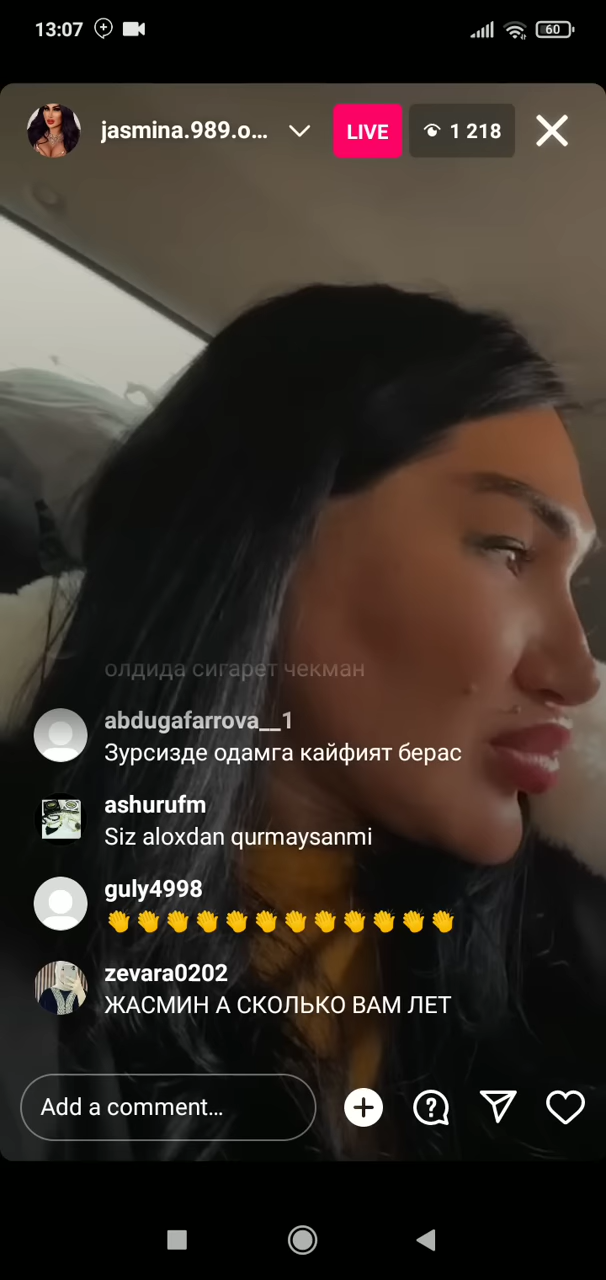 13:07
60
jasmina.989.o...
LIVE
1 218
олдида сигарет чекман
abdugafarrova__1
Зурсизде одамга кайфият берас
ashurufm
Siz aloxdan qurmaysanmi
guly4998
👏👏👏👏👏👏👏👏👏👏👏👏
zevara0202
ЖАСМИН А СКОЛЬКО ВАМ ЛЕТ
Add a comment...